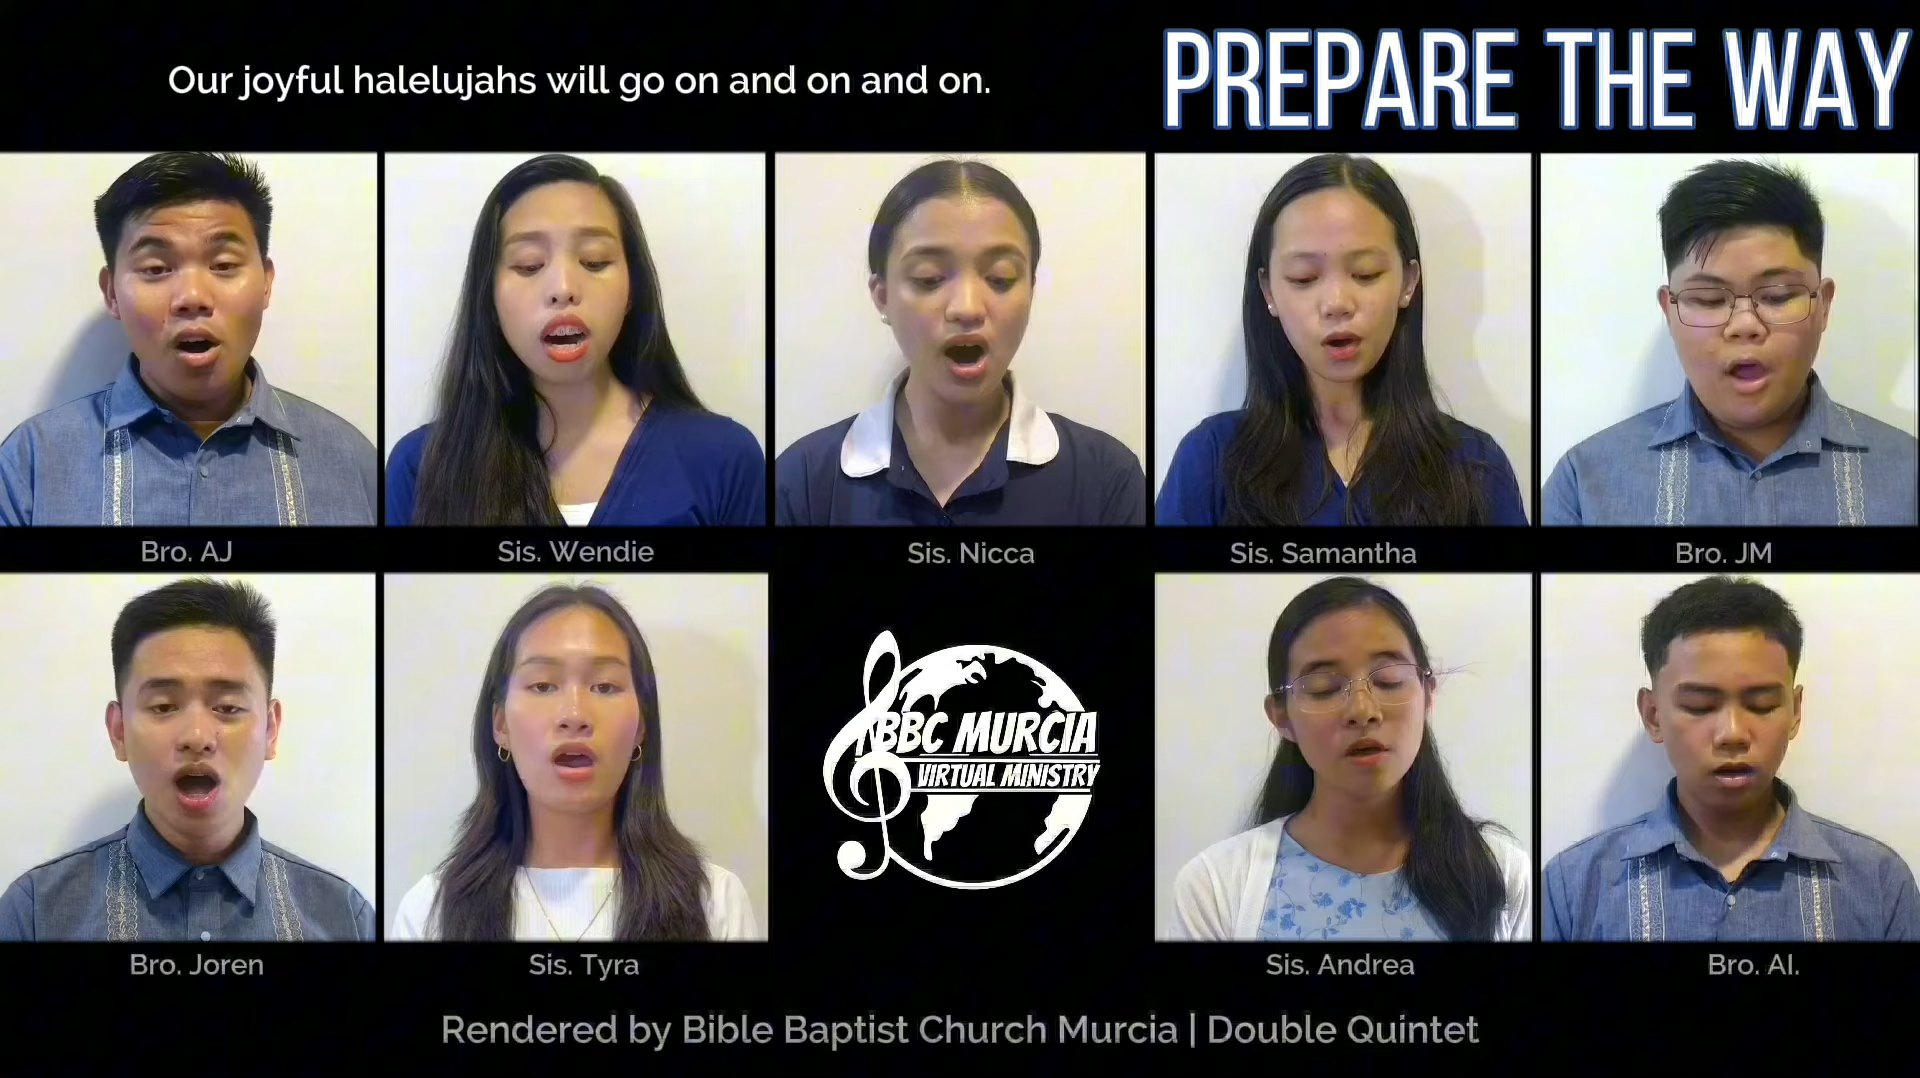 Our joyful halelujahs will go on and on and on.
PREPARE THE WAY
Bro. AJ
Sis. Wendie
Sis. Nicca
Sis. Samantha
Bro. JM
BBC MURCIA
VIRTUAL MINISTRY
Bro. Joren
Sis. Tyra
Sis. Andrea
Bro. AI.
Rendered by Bible Baptist Church Murcia | Double Quintet